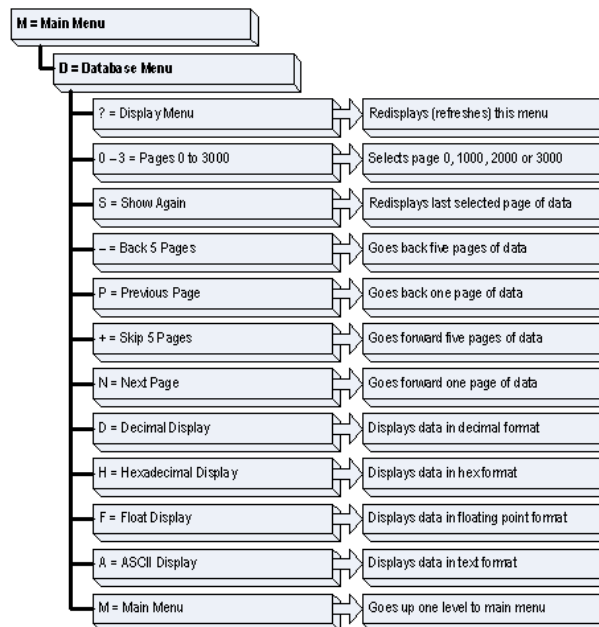 M = Main Menu
D = Database Menu
? = Display Menu
Redisplays (refreshes) this menu
0 – 3 = Pages 0 to 3000
Selects page 0, 1000, 2000 or 3000
S = Show Again
Redisplays last selected page of data
– = Back 5 Pages
Goes back five pages of data
P = Previous Page
Goes back one page of data
+ = Skip 5 Pages
Goes forward five pages of data
N = Next Page
Goes forward one page of data
D = Decimal Display
Displays data in decimal format
H = Hexadecimal Display
Displays data in hex format
F = Float Display
Displays data in floating point format
A = ASCII Display
Displays data in text format
M = Main Menu
Goes up one level to main menu